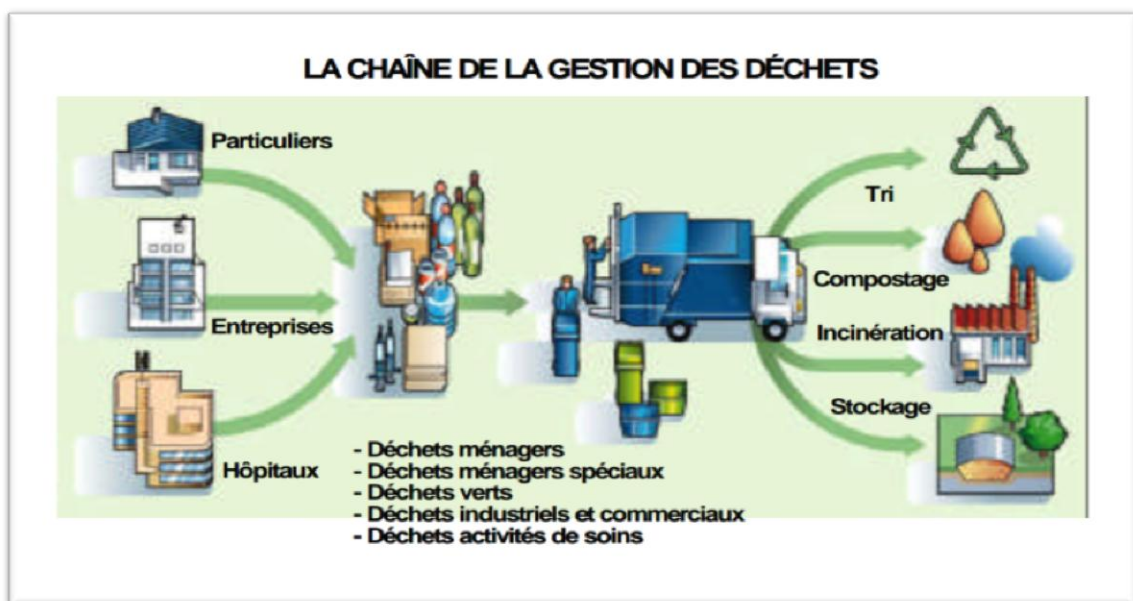 LA CHAÎNE DE LA GESTION DES DÉCHETS
Particuliers
Entreprises
Hôpitaux
- Déchets ménagers
- Déchets ménagers spéciaux
- Déchets verts
- Déchets industriels et commerciaux
- Déchets activités de soins
Tri
Compostage
Incinération
Stockage